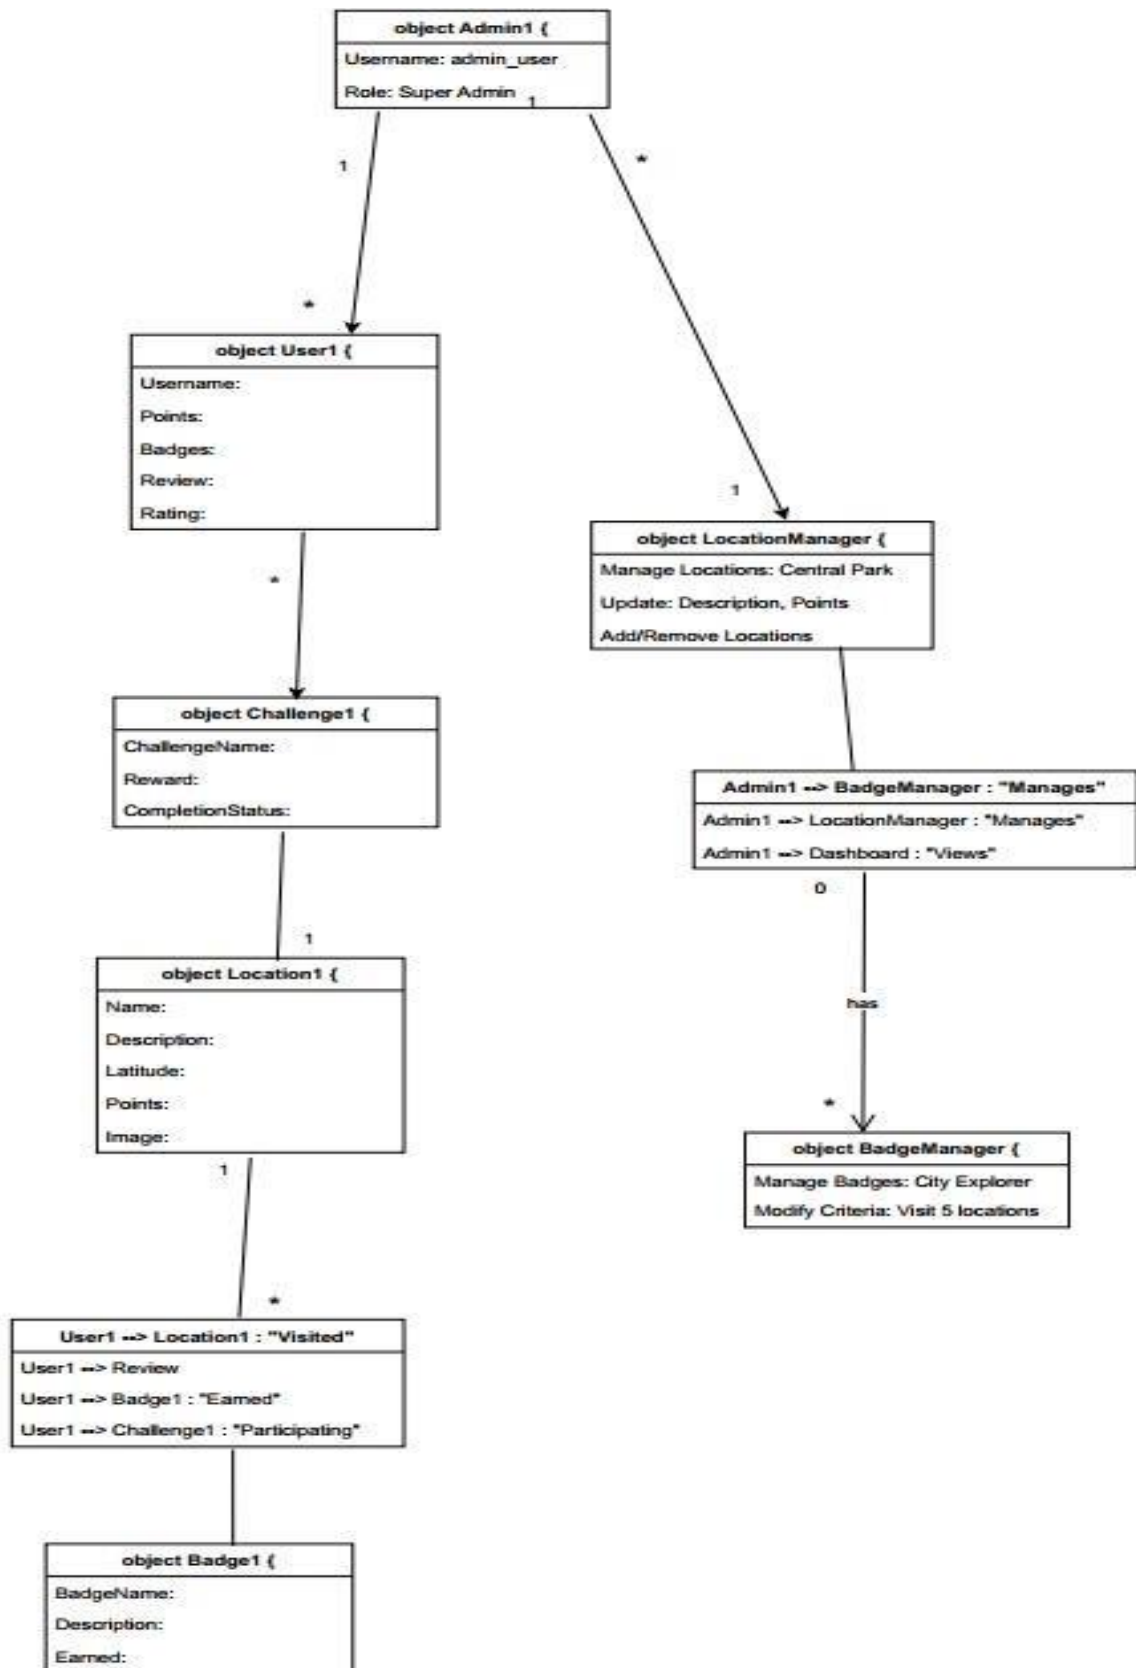 object Admin1 {
Username: admin_user
Role: Super Admin
1
1
*
*
1
object User1 {
Username:
Points:
Badges:
Review:
Rating:
object LocationManager {
Manage Locations: Central Park
Update: Description, Points
Add/Remove Locations
*
object Challenge1 {
ChallengeName:
Reward:
CompletionStatus:
Admin1 --> BadgeManager : "Manages"
Admin1 --> LocationManager : "Manages"
Admin1 --> Dashboard : "Views"
0
1
object Location1 {
Name:
Description:
Latitude:
Points:
Image:
has
*
object BadgeManager {
Manage Badges: City Explorer
Modify Criteria: Visit 5 locations
1
*
User1 --> Location1 : "Visited"
User1 --> Review
User1 --> Badge1 : "Earned"
User1 --> Challenge1 : "Participating"
object Badge1 {
BadgeName:
Description:
Earned: